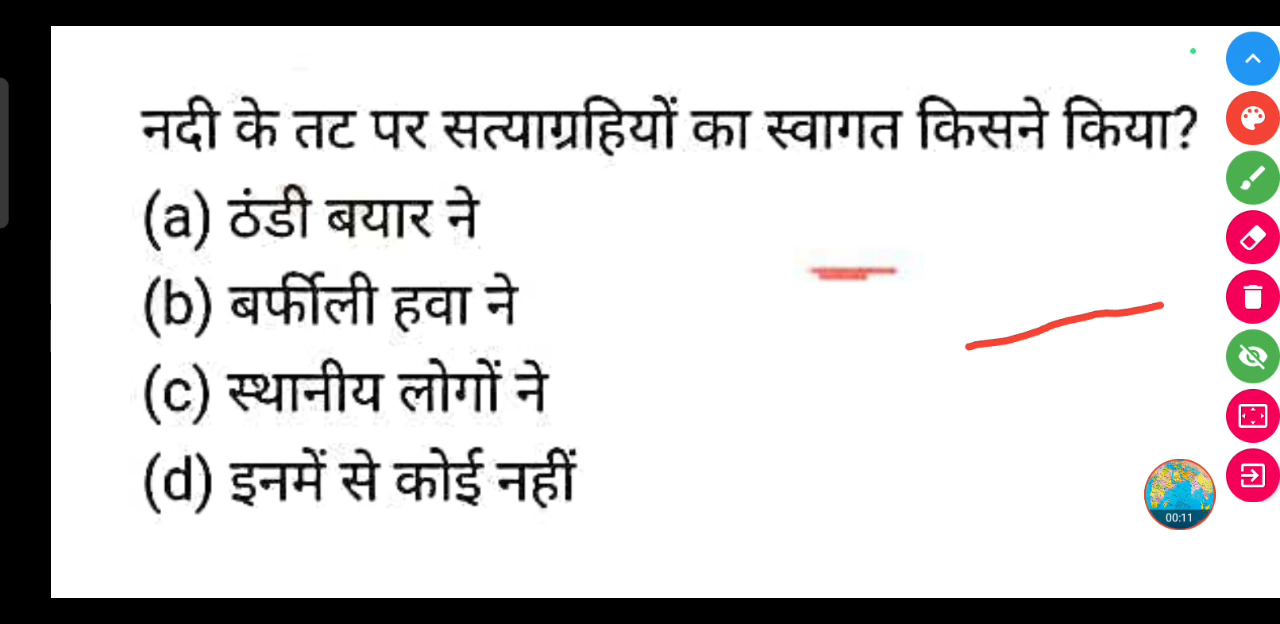 नदी के तट पर सत्याग्रहियों का स्वागत किसने किया?
(a) ठंडी बयार ने
(b) बर्फीली हवा ने
(c) स्थानीय लोगों ने
(d) इनमें से कोई नहीं
00:11